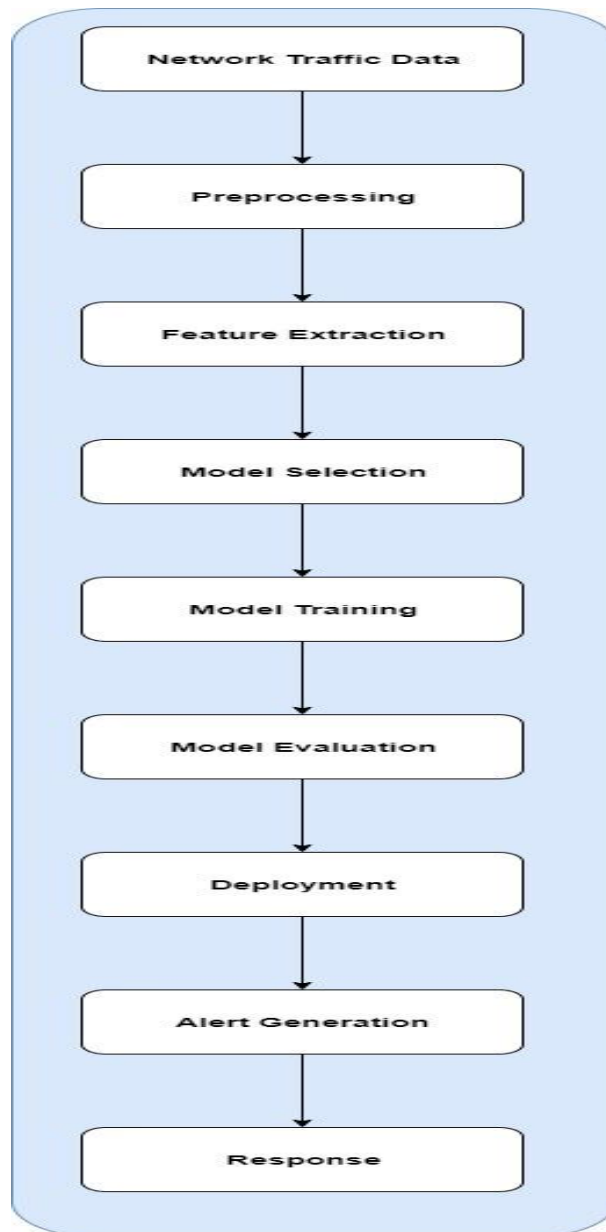 Network Traffic Data
Preprocessing
Feature Extraction
Model Selection
Model Training
Model Evaluation
Deployment
Alert Generation
Response